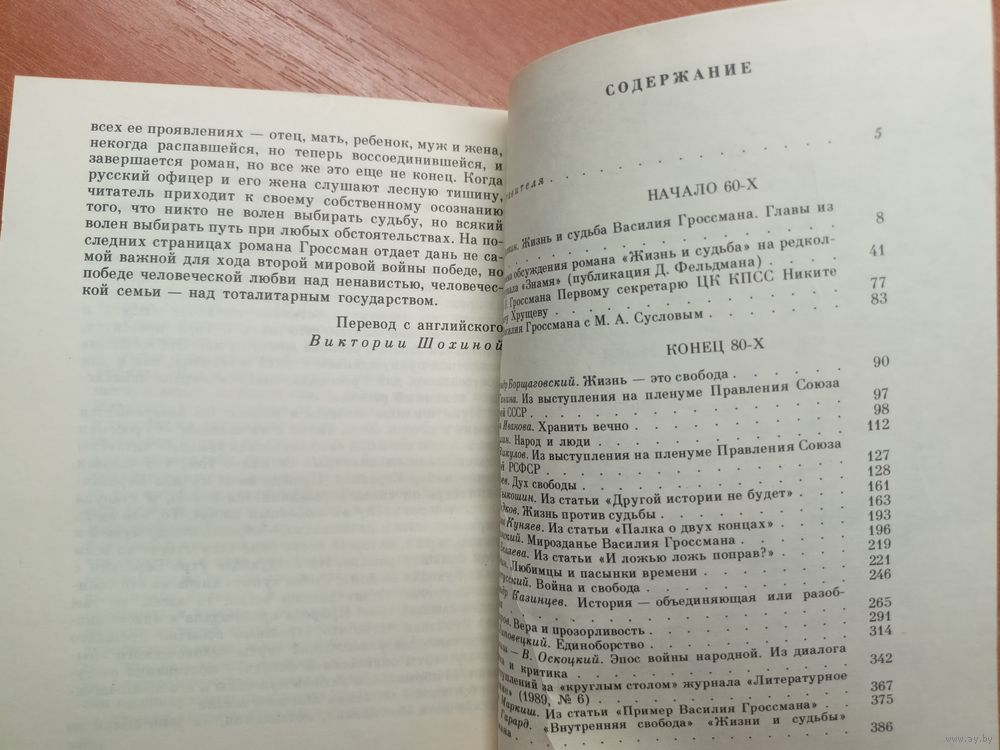 всех ее проявлениях — отец, мать, ребенок, муж и жена,
некогда распавшейся, но теперь воссоединившейся, и
завершается роман, но все же это еще не конец. Когда
русский офицер и его жена слушают лесную тишину,
читатель приходит к своему собственному осознанию
того, что никто не волен выбирать судьбу, но всякий
волен выбирать путь при любых обстоятельствах. На по-
следних страницах романа Гроссман отдает дань не са-
мой важной для хода второй мировой войны победе, но
победе человеческой любви над ненавистью, человечес-
кой семьи — над тоталитарным государством.
Перевод с английского
Виктории Шохиной
СОДЕРЖАНИЕ
5
НАЧАЛО 60-Х
Жизнь и судьба Василия Гроссмана. Главы из
8
обсуждения романа «Жизнь и судьба» на редкол-
«Знамя» (публикация Д. Фельдмана) 41
Гроссмана Первому секретарю ЦК КПСС Никите
Хрущеву 77
Гроссмана с М. А. Сусловым 83
КОНЕЦ 80-Х
Борщаговский. Жизнь — это свобода 90
Из выступления на пленуме Правления Союза
СССР 97
Иванова. Хранить вечно 98
Народ и люди 112
Из выступления на пленуме Правления Союза
РСФСР 127
Дух свободы 128
Из статьи «Другой истории не будет» 161
Жизнь против судьбы 163
Куняев. Из статьи «Палка о двух концах» 193
Мирозданье Василия Гроссмана 196
Из статьи «И ложью ложь поправ?» 219
Любимцы и пасынки времени 221
Война и свобода 246
Казинцев. История — объединяющая или разоб-
265
Вера и прозорливость 291
Единоборство 314
— В. Оскоцкий. Эпос войны народной. Из диалога
и критика 342
за «круглым столом» журнала «Литературное
(1989, № 6) 367
Маркиш. Из статьи «Пример Василия Гроссмана» 375
Гарард. «Внутренняя свобода» «Жизни и судьбы»
386
www.ay.by